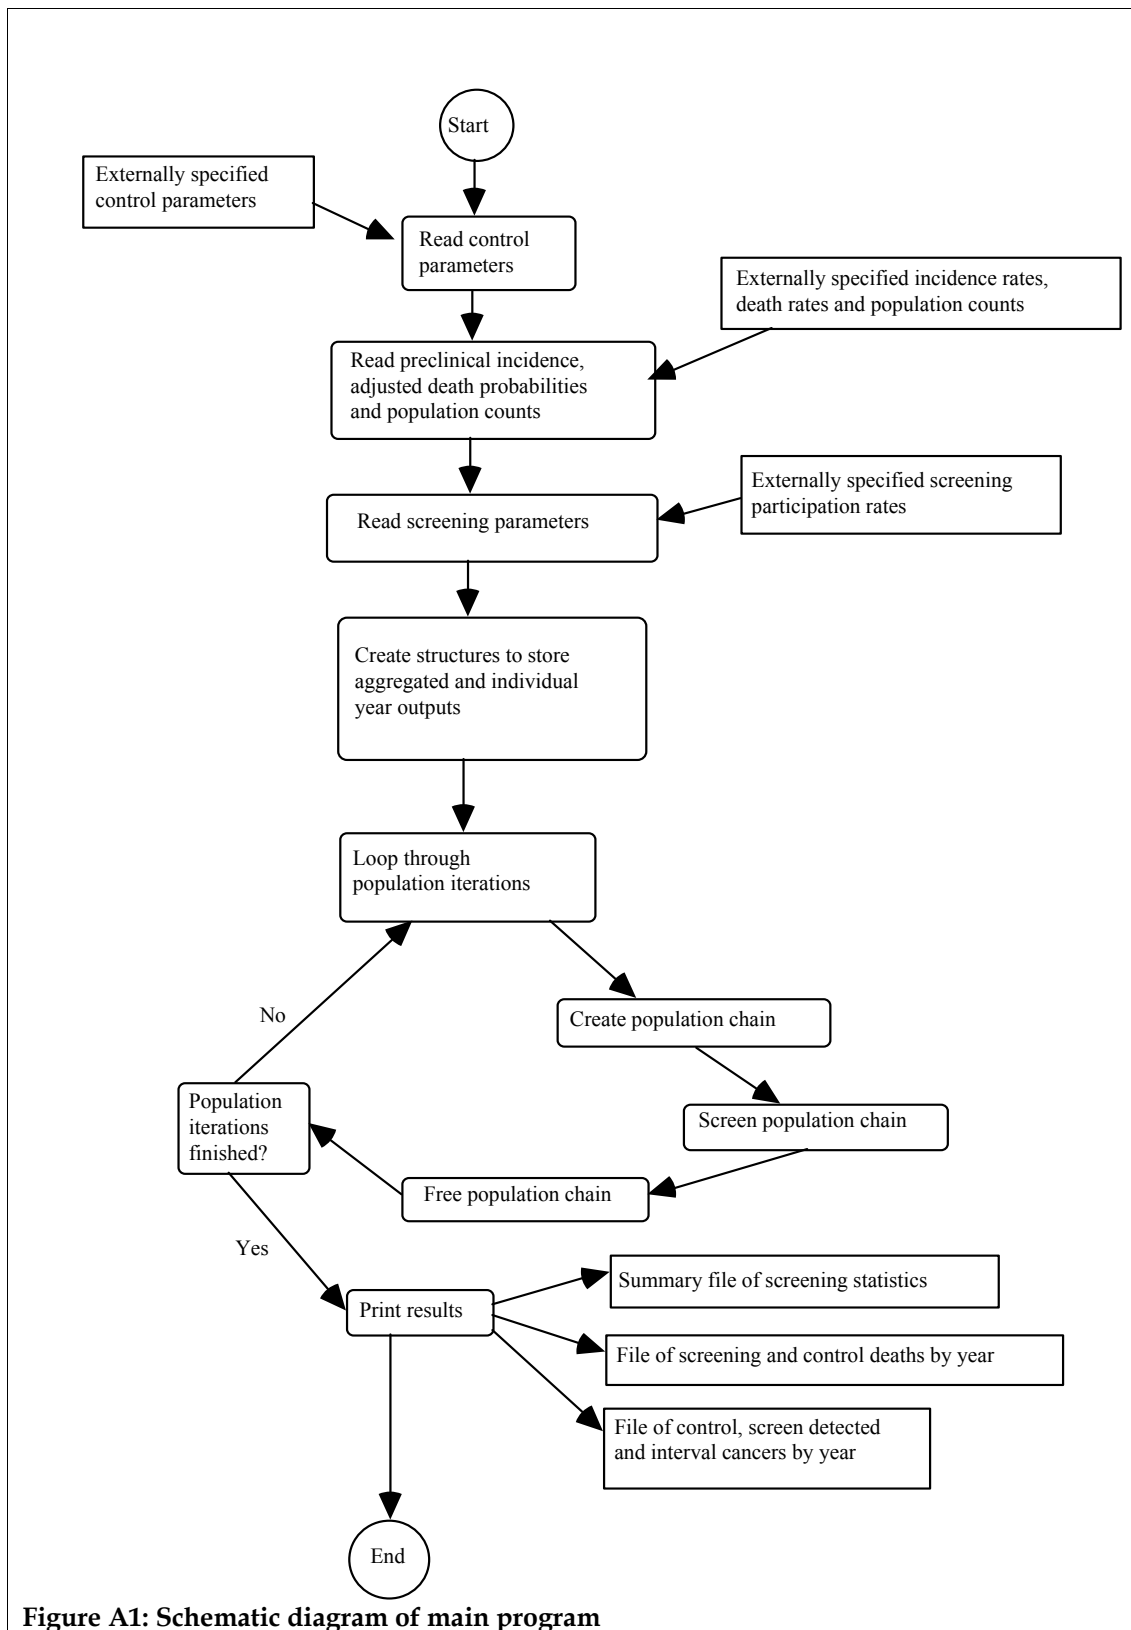 Start
Externally specified
control parameters
Read control
parameters
Externally specified incidence rates,
death rates and population counts
Read preclinical incidence,
adjusted death probabilities
and population counts
Externally specified screening
participation rates
Read screening parameters
Create structures to store
aggregated and individual
year outputs
Loop through
population iterations
No
Create population chain
Population
iterations
finished?
Screen population chain
Free population chain
Yes
Summary file of screening statistics
Print results
File of screening and control deaths by year
File of control, screen detected
and interval cancers by year
End
Figure A1: Schematic diagram of main program